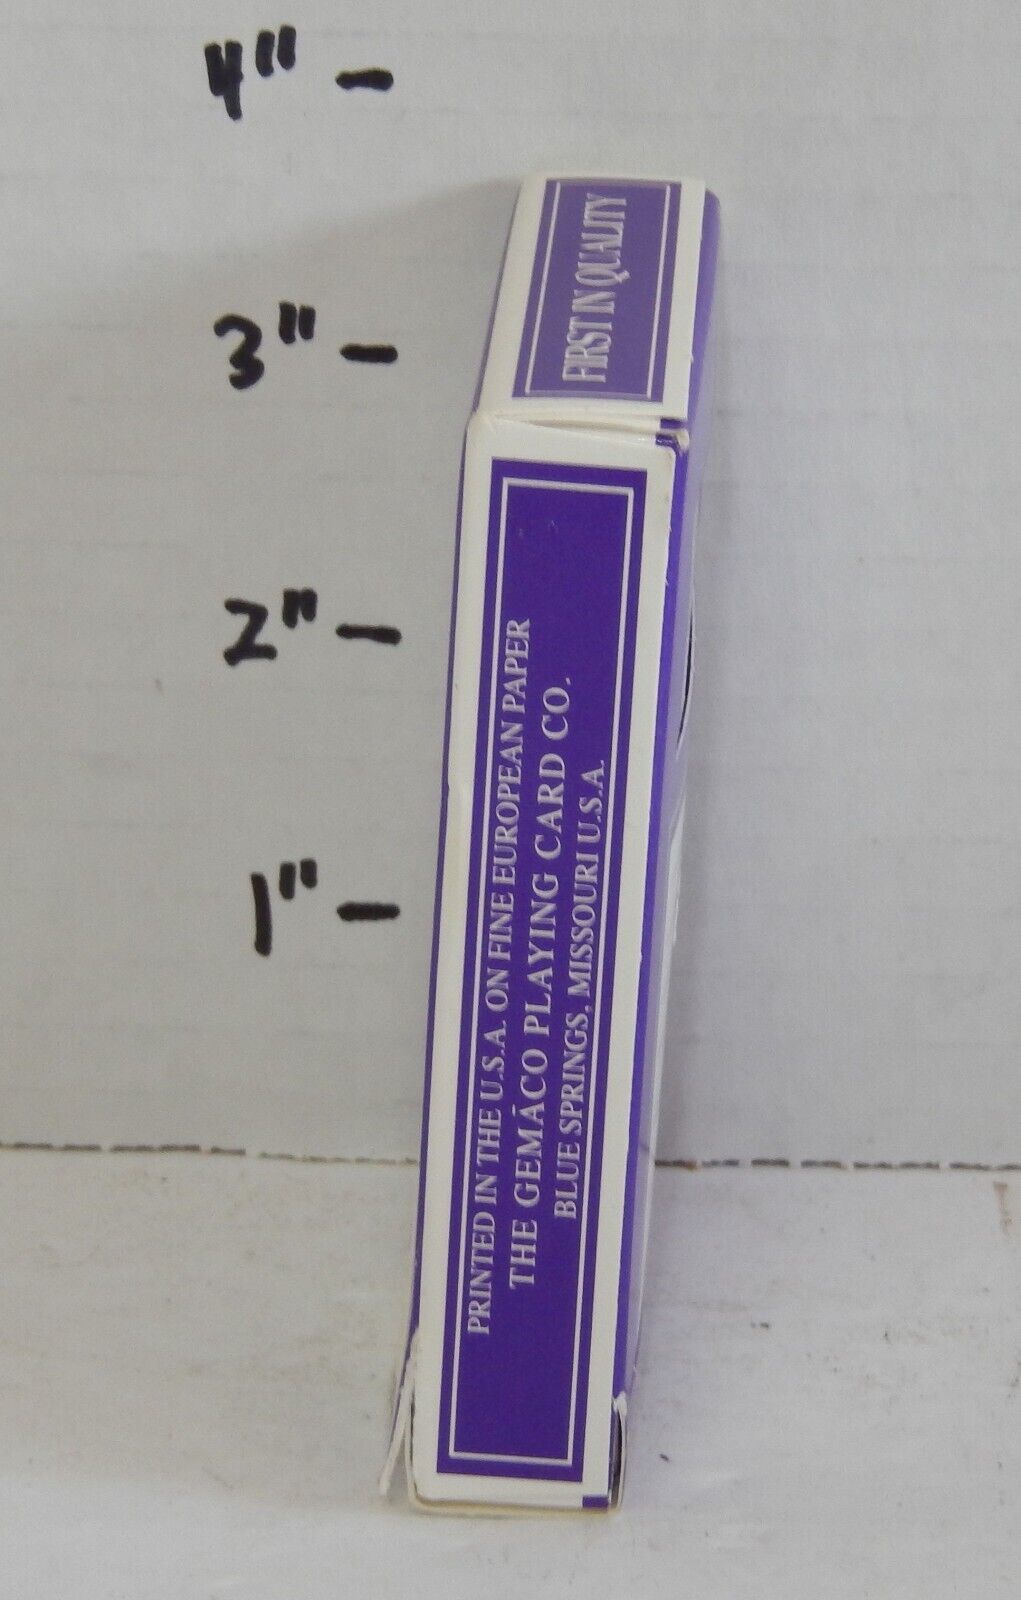 4" -
3" -
2" -
1" -
FIRST IN QUALITY
PRINTED IN THE U.S.A. ON FINE EUROPEAN PAPER
THE GEMĀCO PLAYING CARD CO.
BLUE SPRINGS, MISSOURI U.S.A.